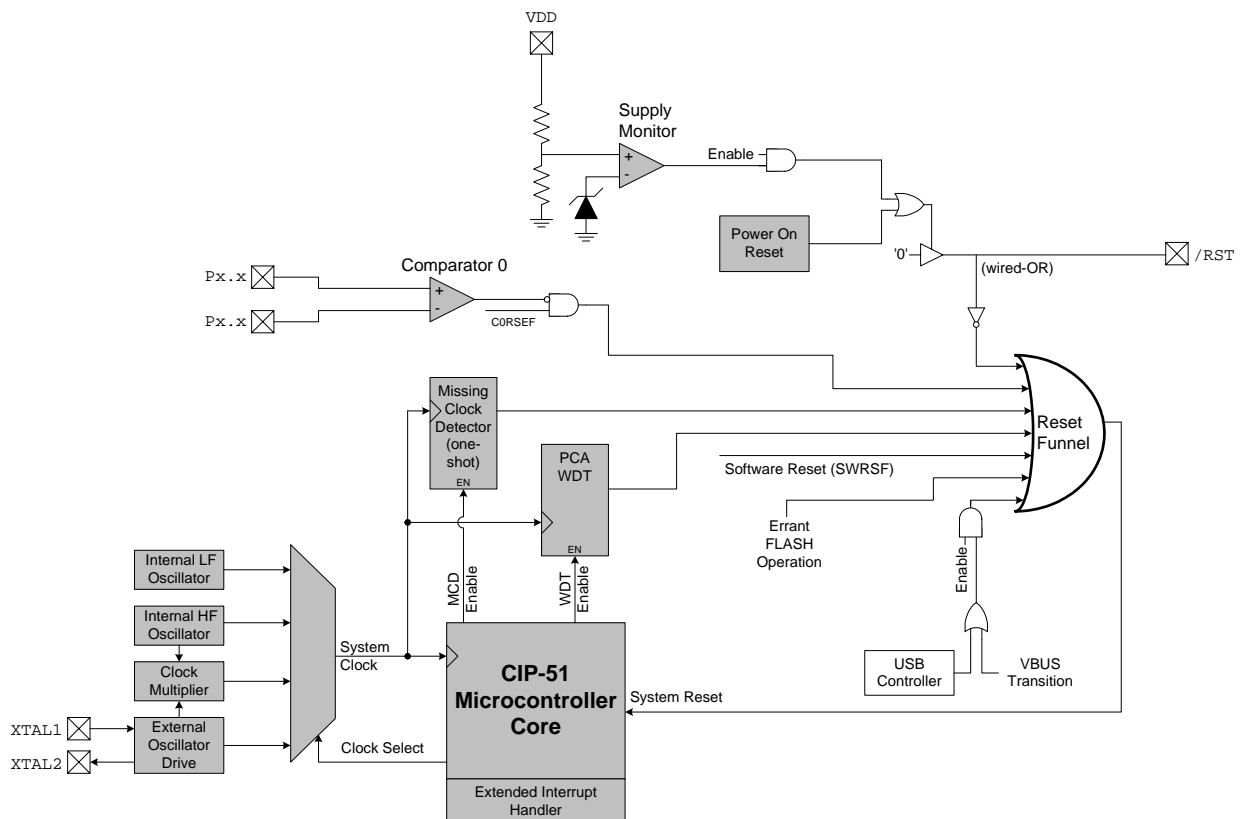 VDD
Supply
Monitor
+
-
Enable
Power On
Reset
'0'
(wired-OR)
/RST
Px.x
Px.x
Comparator 0
+
-
C0RSEF
Missing
Clock
Detector
(one-
shot)
EN
PCA
WDT
EN
Software Reset (SWRSF)
Errant
FLASH
Operation
Reset
Funnel
Enable
USB
Controller
VBUS
Transition
Internal LF
Oscillator
Internal HF
Oscillator
Clock
Multiplier
External
Oscillator
Drive
XTAL1
XTAL2
System
Clock
Clock Select
MCD
Enable
WDT
Enable
CIP-51
Microcontroller
Core
System Reset
Extended Interrupt
Handler